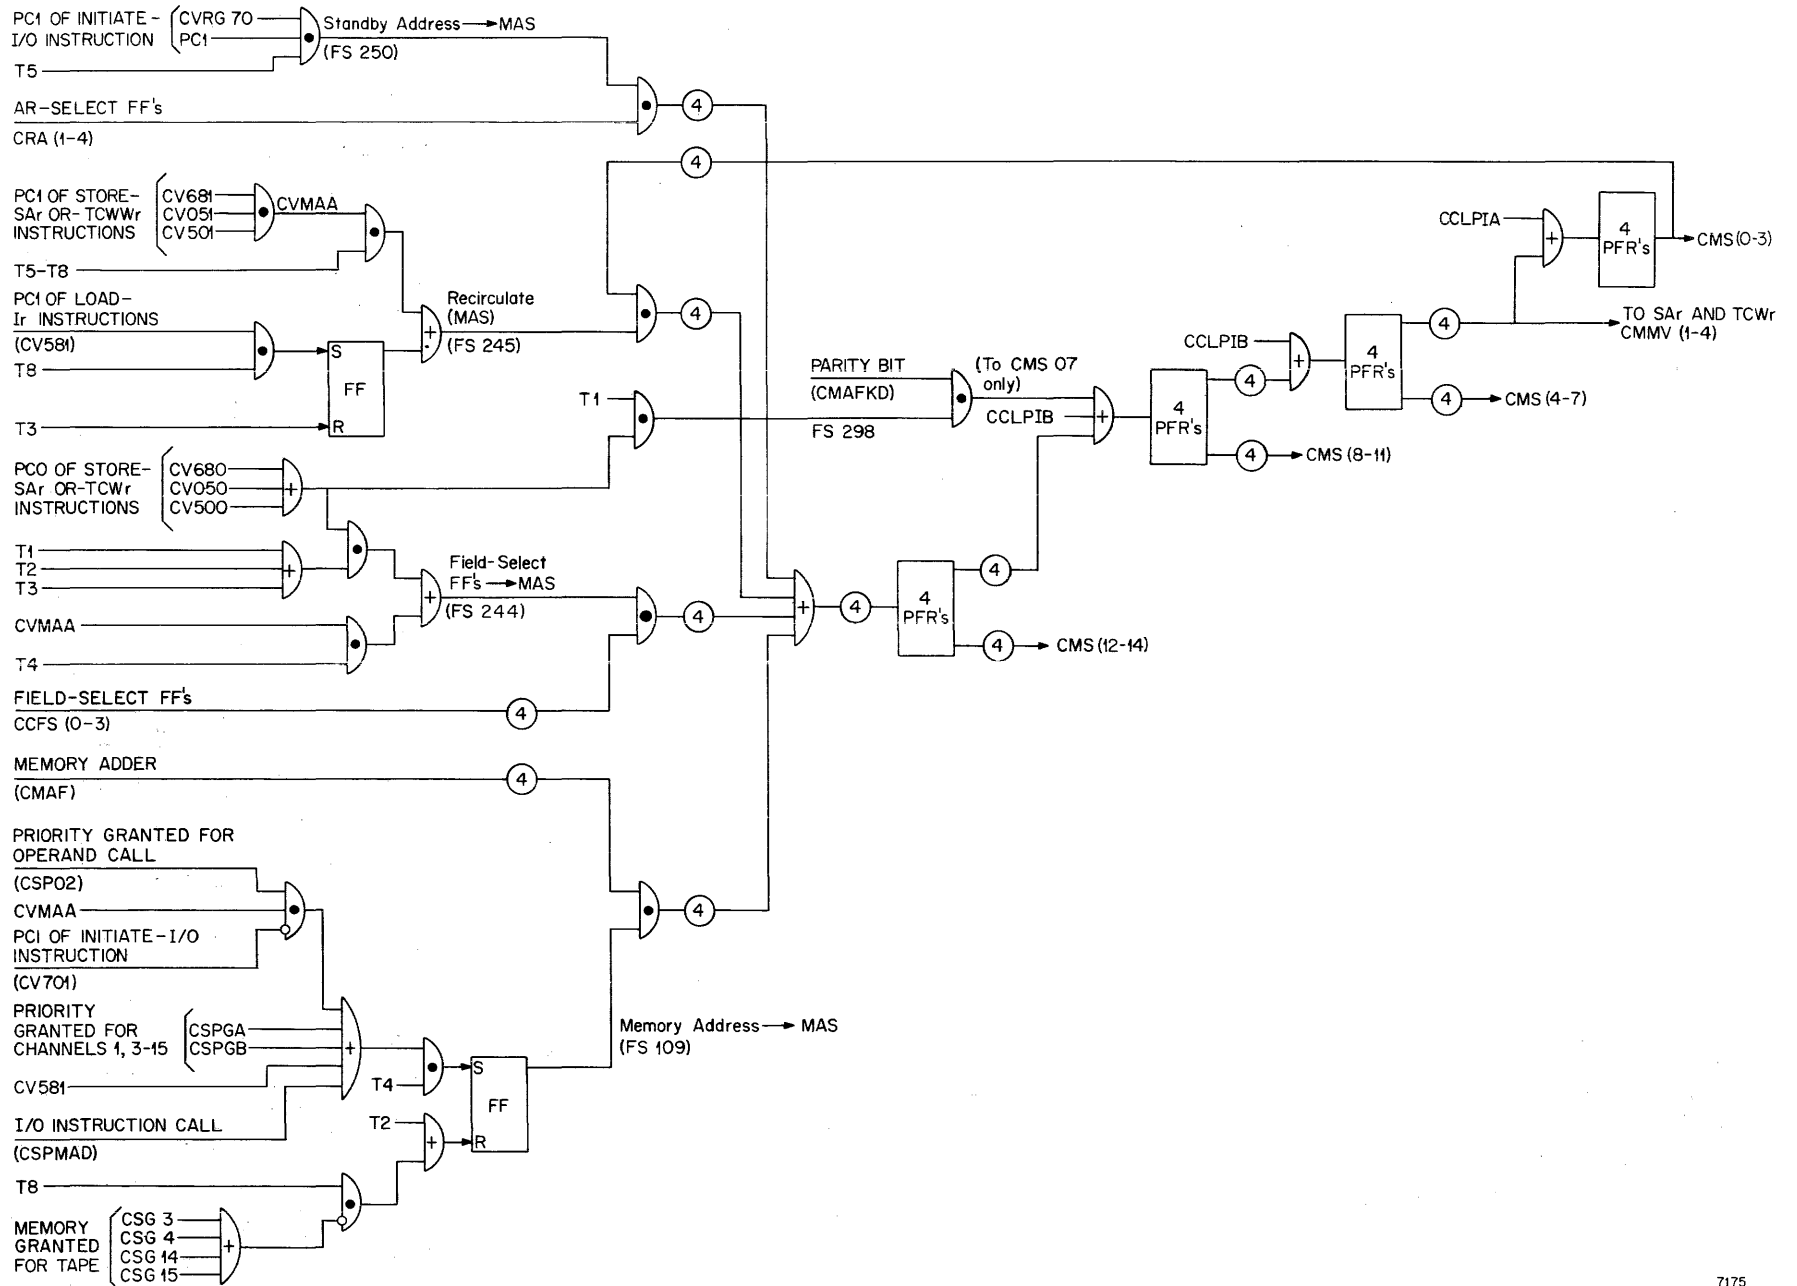 PC1 OF INITIATE-
I/O INSTRUCTION
CVRG 70
PC1
T5
Standby Address → MAS
(FS 250)
AR-SELECT FF's
CRA (1-4)
4
4
PC1 OF STORE-
SAr OR-TCWWr
INSTRUCTIONS
CV681
CV051
CV501
CVMAA
T5-T8
PC1 OF LOAD-
Ir INSTRUCTIONS
(CV581)
T8
T3
S
FF
R
+
Recirculate
(MAS)
(FS 245)
4
PC0 OF STORE-
SAr OR-TCWr
INSTRUCTIONS
CV680
CV050
CV500
+
T1
T1
T2
T3
+
CVMAA
T4
+
Field-Select
FF's → MAS
(FS 244)
4
FIELD-SELECT FF's
CCFS (0-3)
4
PARITY BIT
(CMAFKD)
FS 298
(To CMS 07
only)
CCLPIB
+
4
PFR's
4
4
CMS (8-11)
CCLPIB
+
4
PFR's
4
4
CMS (4-7)
TO SAr AND TCWr
CMMV (1-4)
CCLPIA
+
4
PFR's
CMS (0-3)
+
4
4
PFR's
4
4
CMS (12-14)
MEMORY ADDER
(CMAF)
4
PRIORITY GRANTED FOR
OPERAND CALL
(CSP02)
CVMAA
PC1 OF INITIATE-I/O
INSTRUCTION
(CV701)
4
PRIORITY
GRANTED FOR
CHANNELS 1, 3-15
CSPGA
CSPGB
CV581
I/O INSTRUCTION CALL
(CSPMAD)
+
T4
T2
+
S
FF
R
Memory Address → MAS
(FS 109)
T8
MEMORY
GRANTED
FOR TAPE
CSG 3
CSG 4
CSG 14
CSG 15
+
7175